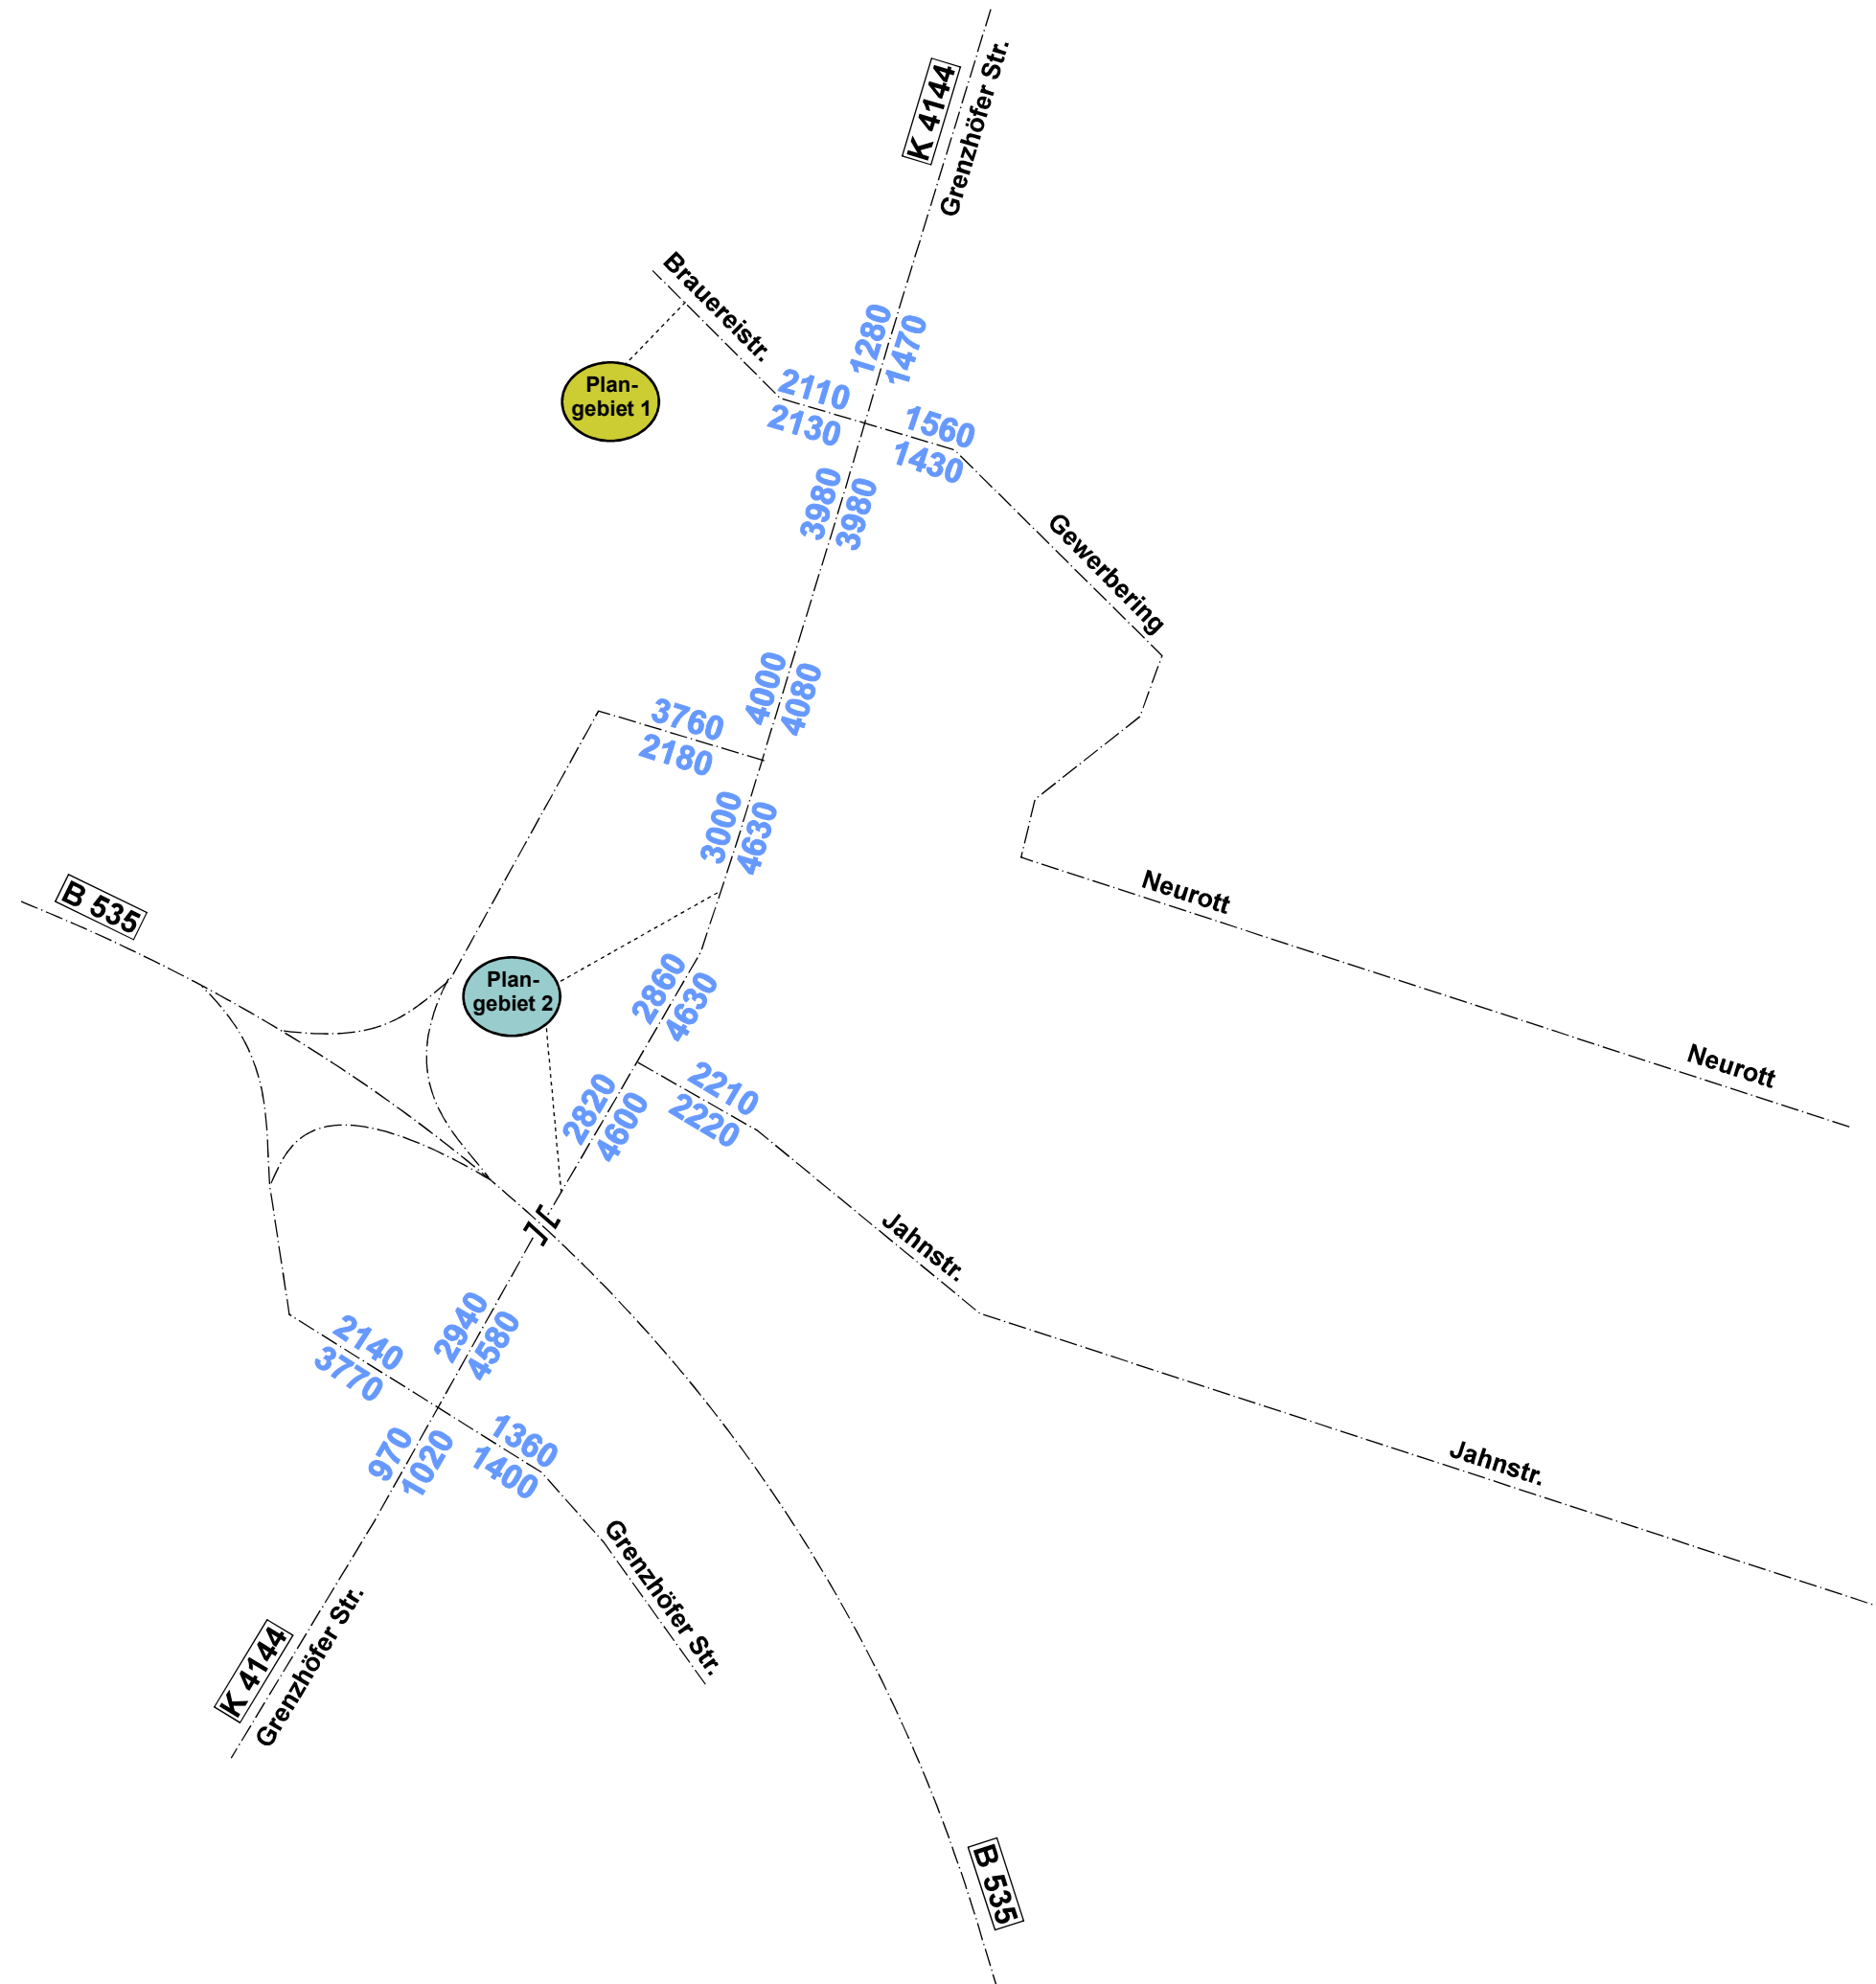 K 4144
Grenzhöfer Str.
Brauereistr.
1280
1470
Plan-
gebiet 1
2110
2130
1560
1430
3980
3980
Gewerbering
4000
4080
3760
2180
3000
4630
B 535
Neurott
Plan-
gebiet 2
2860
4630
Neurott
2210
2220
2820
4600
Jahnstr.
2940
4580
2140
3770
970
1020
1360
1400
Jahnstr.
Grenzhöfer Str.
K 4144
Grenzhöfer Str.
B 535